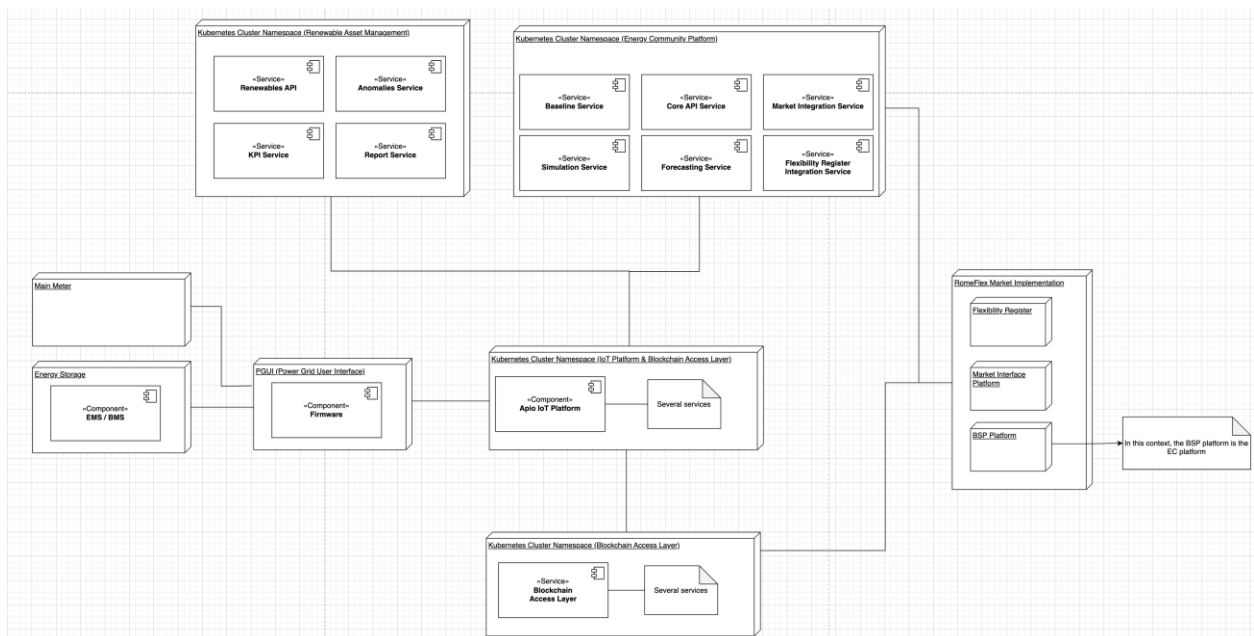 Kubernetes Cluster Namespace (Renewable Asset Management)
«Service»
Renewables API
«Service»
Anomalies Service
«Service»
KPI Service
«Service»
Report Service
Kubernetes Cluster Namespace (Energy Community Platform)
«Service»
Baseline Service
«Service»
Core API Service
«Service»
Market Integration Service
«Service»
Simulation Service
«Service»
Forecasting Service
«Service»
Flexibility Register
Integration Service
Main Meter
Energy Storage
«Component»
EMS / BMS
PGUI (Power Grid User Interface)
«Component»
Firmware
Kubernetes Cluster Namespace (IoT Platform & Blockchain Access Layer)
«Component»
Apio IoT Platform
Several services
RomeFlex Market Implementation
Flexibility Register
Market Interface
Platform
BSP Platform
In this context, the BSP platform is the
EC platform
Kubernetes Cluster Namespace (Blockchain Access Layer)
«Service»
Blockchain
Access Layer
Several services